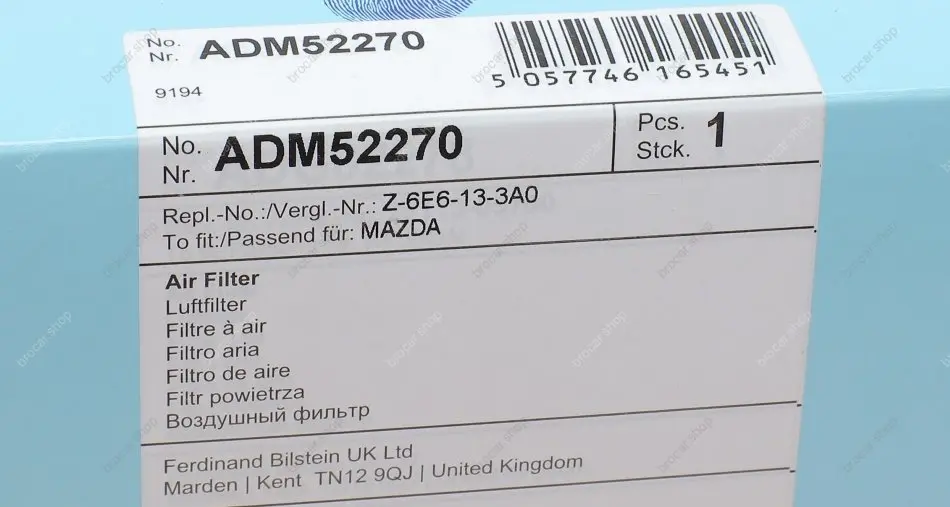 No.
Nr. ADM52270
9194
5 057746 165451
No.
Nr. ADM52270
Pcs.
Stck. 1
Repl.-No.:/Vergl.-Nr.: Z-6E6-13-3A0
To fit:/Passend für: MAZDA
Air Filter
Luftfilter
Filtre à air
Filtro aria
Filtro de aire
Filtr powietrza
Воздушный фильтр
Ferdinand Bilstein UK Ltd
Marden | Kent TN12 9QJ | United Kingdom
brocar.shop